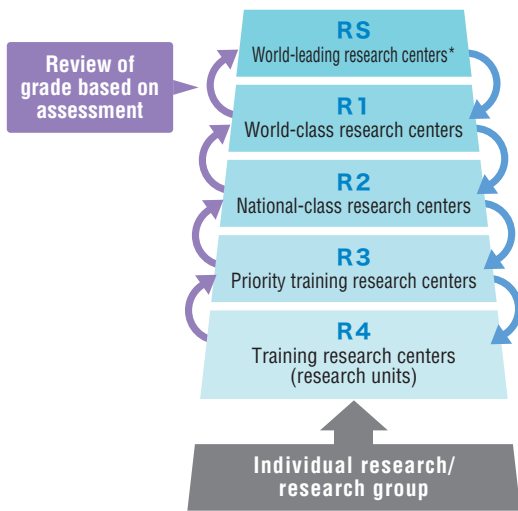 Review of
grade based on
assessment
RS
World-leading research centers*
R1
World-class research centers
R2
National-class research centers
R3
Priority training research centers
R4
Training research centers
(research units)
Individual research/
research group